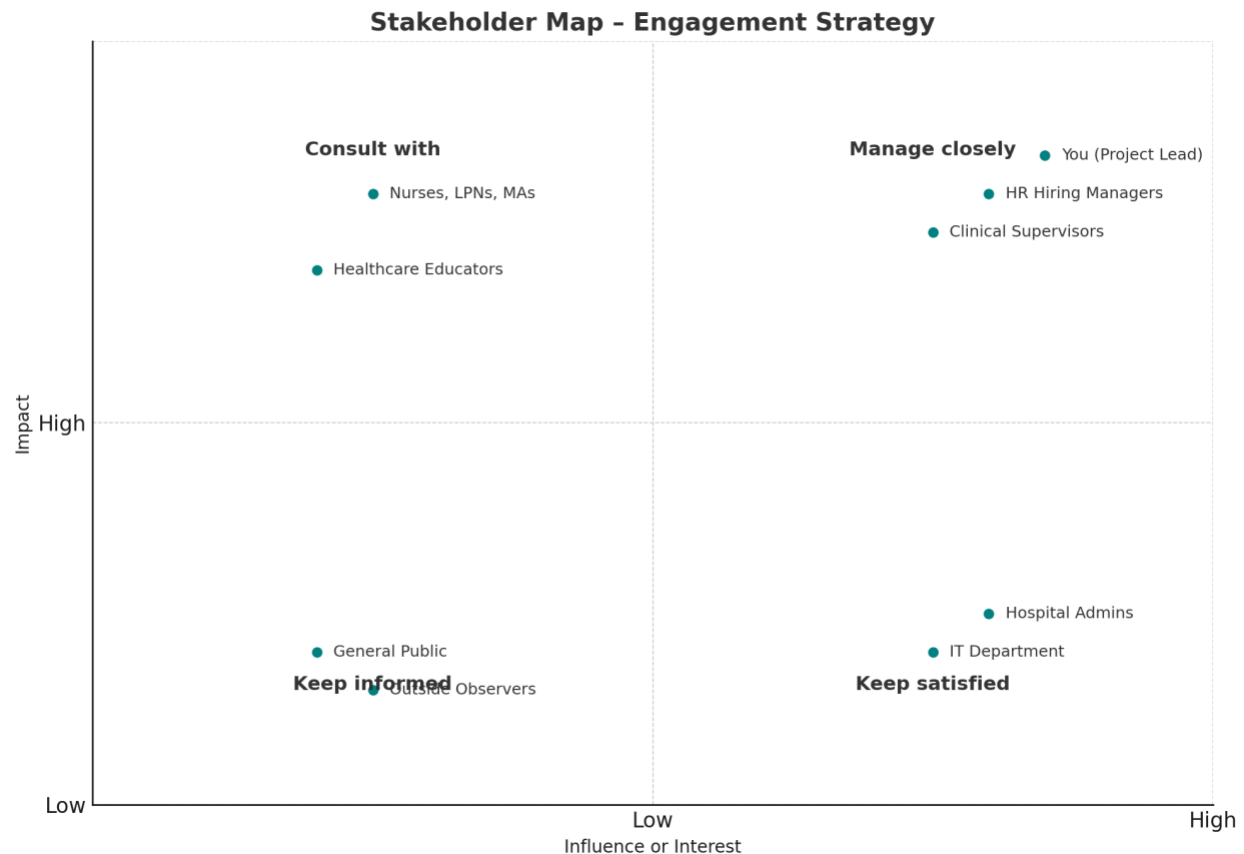 Stakeholder Map – Engagement Strategy
Consult with
Manage closely
You (Project Lead)
Nurses, LPNs, MAs
HR Hiring Managers
Clinical Supervisors
Healthcare Educators
Impact
High
Hospital Admins
General Public
IT Department
Keep informed
Outside Observers
Keep satisfied
Low
Low
High
Influence or Interest